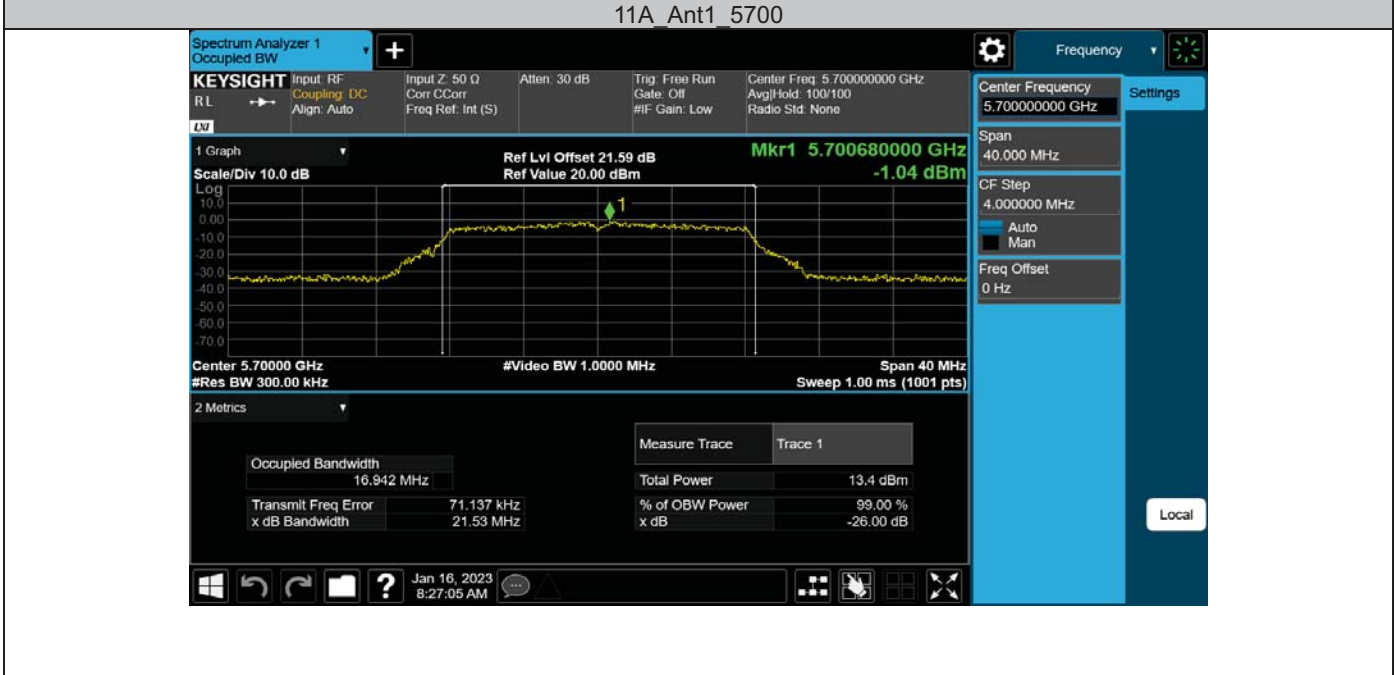 11A_Ant1_5700
Spectrum Analyzer 1
Occupied BW
Frequency
KEYSIGHT
RL
LXI
Input: RF
Coupling: DC
Align: Auto
Input Z: 50 Ω
Corr CCorr
Freq Ref: Int (S)
Atten: 30 dB
Trig: Free Run
Gate: Off
#IF Gain: Low
Center Freq: 5.700000000 GHz
Avg|Hold: 100/100
Radio Std: None
Center Frequency
5.700000000 GHz
Settings
Span
40.000 MHz
CF Step
4.000000 MHz
Auto
Man
Freq Offset
0 Hz
Local
1 Graph
Scale/Div 10.0 dB
Ref Lvl Offset 21.59 dB
Ref Value 20.00 dBm
Mkr1 5.700680000 GHz
-1.04 dBm
Log
10.0
0.00
-10.0
-20.0
-30.0
-40.0
-50.0
-60.0
-70.0
1
Center 5.70000 GHz
#Video BW 1.0000 MHz
Span 40 MHz
#Res BW 300.00 kHz
Sweep 1.00 ms (1001 pts)
2 Metrics
Measure Trace Trace 1
Occupied Bandwidth
16.942 MHz
Total Power 13.4 dBm
Transmit Freq Error 71.137 kHz
% of OBW Power 99.00 %
x dB Bandwidth 21.53 MHz
x dB -26.00 dB
?
Jan 16, 2023
8:27:05 AM